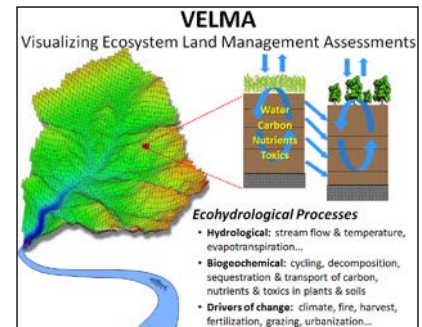 VELMA
Visualizing Ecosystem Land Management Assessments
Water
Carbon
Nutrients
Toxics
Ecohydrological Processes
• Hydrological: stream flow & temperature,
evapotranspiration...
• Biogeochemical: cycling, decomposition,
sequestration & transport of carbon,
nutrients & toxics in plants & soils
• Drivers of change: climate, fire, harvest,
fertilization, grazing, urbanization...